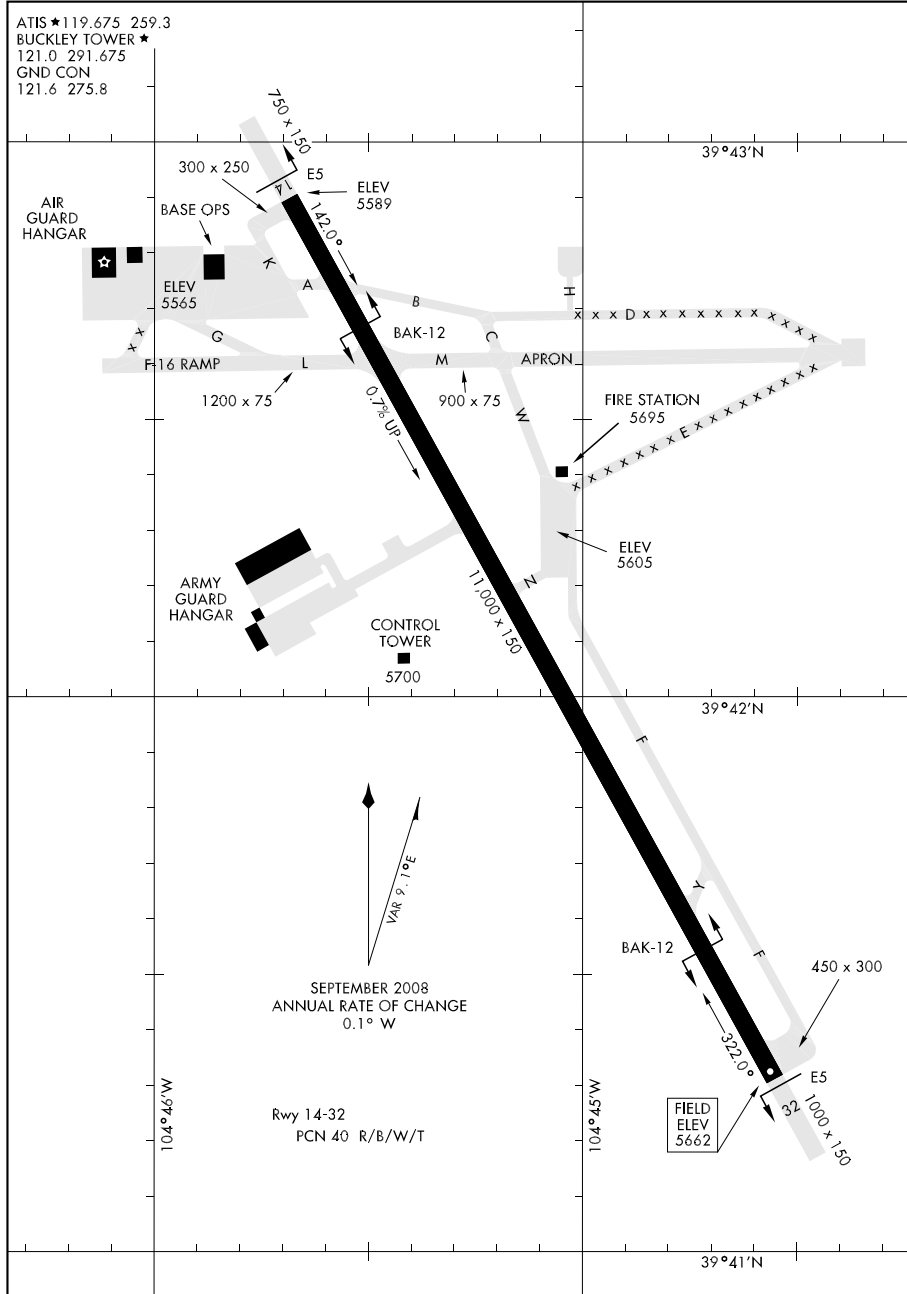 ATIS ★ 119.675 259.3
BUCKLEY TOWER ★
121.0 291.675
GND CON
121.6 275.8
750 x 150
39°43'N
300 x 250
E5
14
ELEV
5589
AIR
GUARD
HANGAR
BASE OPS
142.0°
K
ELEV
5565
A
B
H
x x x x x D x x x x x x x x x x x x
G
BAK-12
C
x x
F-16 RAMP
L
M
APRON
1200 x 75
0.7% UP
900 x 75
W
FIRE STATION
5695
x x x x x x x E x x x x x x x x x
ELEV
5605
11,000 x 150
N
ARMY
GUARD
HANGAR
CONTROL
TOWER
5700
39°42'N
F
VAR 9.1°E
Y
BAK-12
F
450 x 300
SEPTEMBER 2008
ANNUAL RATE OF CHANGE
0.1° W
322.0°
E5
104°46'W
104°45'W
32
1000 x 150
Rwy 14-32
PCN 40 R/B/W/T
FIELD
ELEV
5662
39°41'N